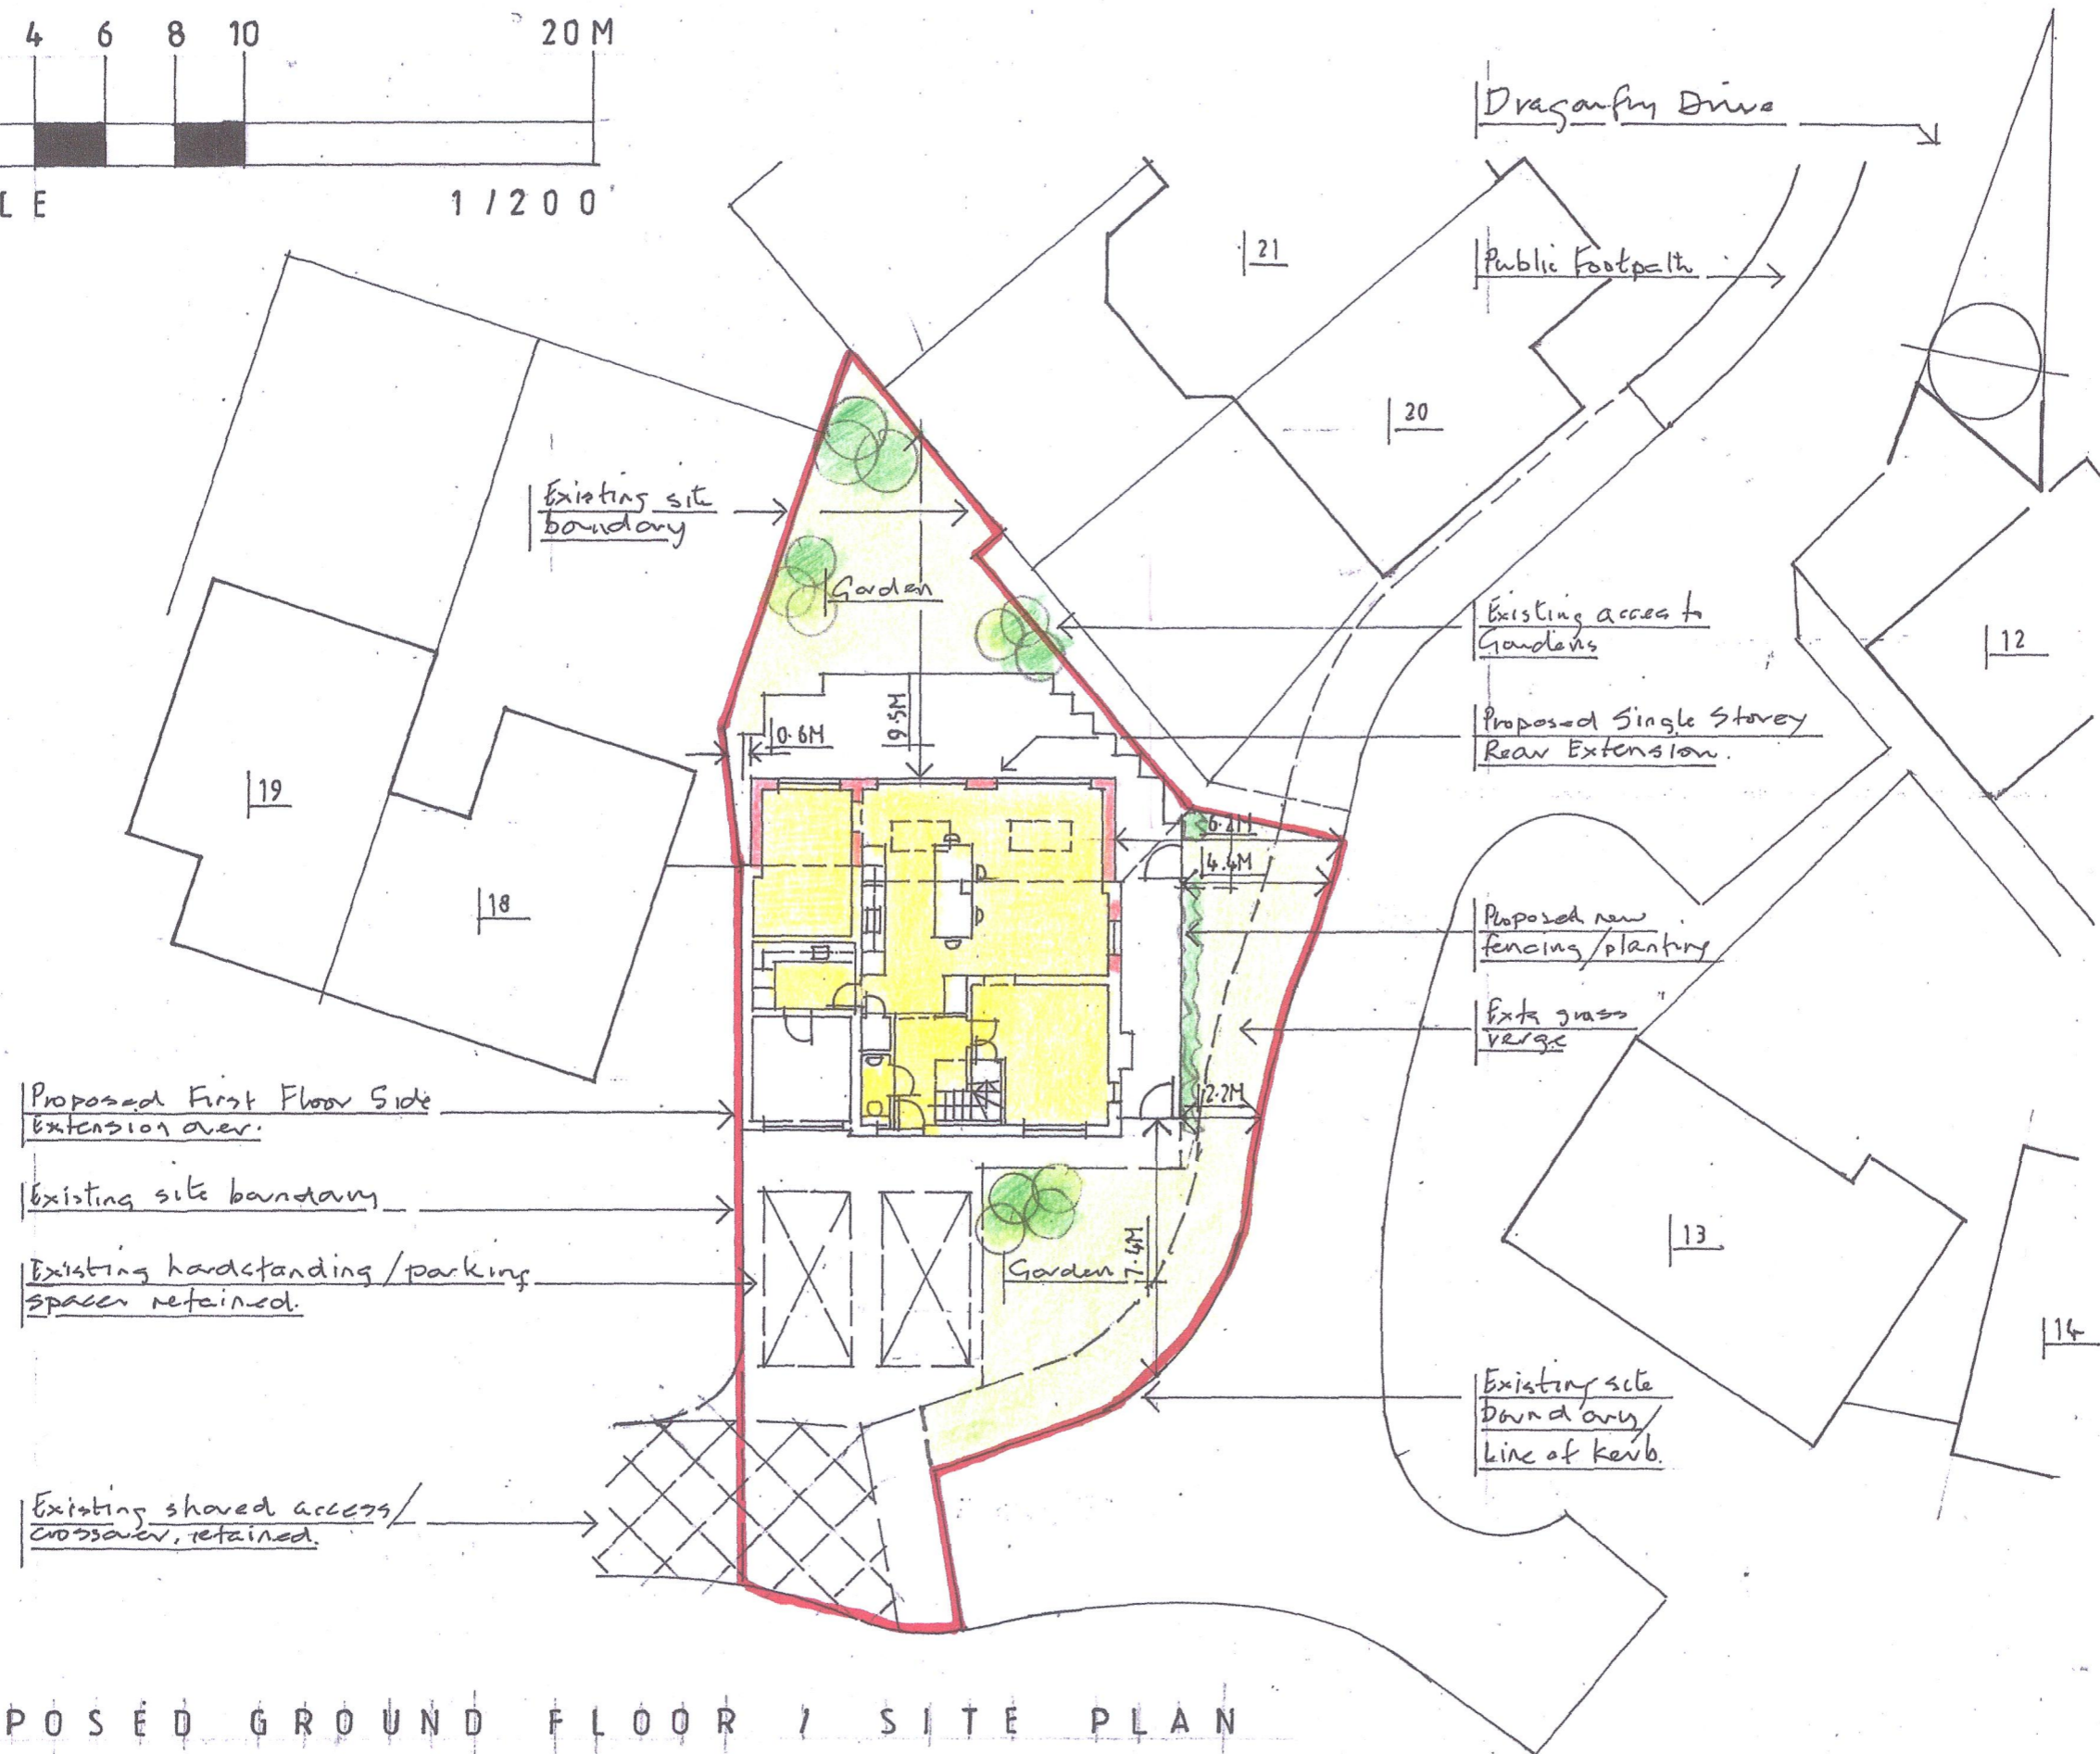 4 6 8 10 20M
LE 1/200
Dragonfly Drive
21
Public Footpath
20
Existing site
boundary
Garden
Existing access to
Gardens
12
Proposed Single Storey
Rear Extension.
0.6M
9.5M
19
18
6.2M
4.4M
Proposed new
fencing/planting
Extg grass
verge
2.2M
Proposed First Floor Side
Extension over.
Existing site boundary
Existing hardstanding/parking
spaces retained.
Garden
7.4M
13
14
Existing site
boundary/
Line of kerb.
Existing shared access/
crossover, retained.
POSED GROUND FLOOR / SITE PLAN